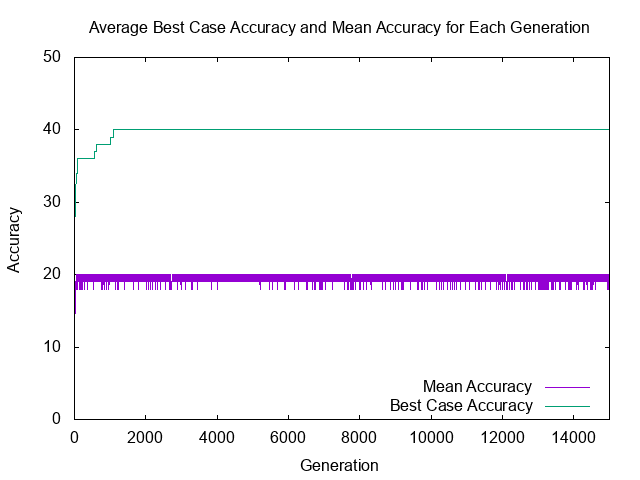 Average Best Case Accuracy and Mean Accuracy for Each Generation
50
40
30
20
10
0
Accuracy
Mean Accuracy
Best Case Accuracy
0 2000 4000 6000 8000 10000 12000 14000
Generation